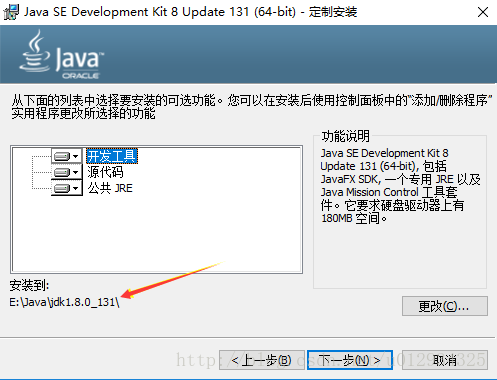 Java SE Development Kit 8 Update 131 (64-bit) - 定制安装
Java
ORACLE
从下面的列表中选择要安装的可选功能。您可以在安装后使用控制面板中的"添加/删除程序"
实用程序更改所选择的功能
开发工具
源代码
公共 JRE
功能说明
Java SE Development Kit 8
Update 131 (64-bit), 包括
JavaFX SDK, 一个专用 JRE 以及
Java Mission Control 工具套
件。它要求硬盘驱动器上有
180MB 空间。
安装到:
E:\Java\jdk1.8.0_131\
更改(C)...
< 上一步(B)
下一步(N) >
取消